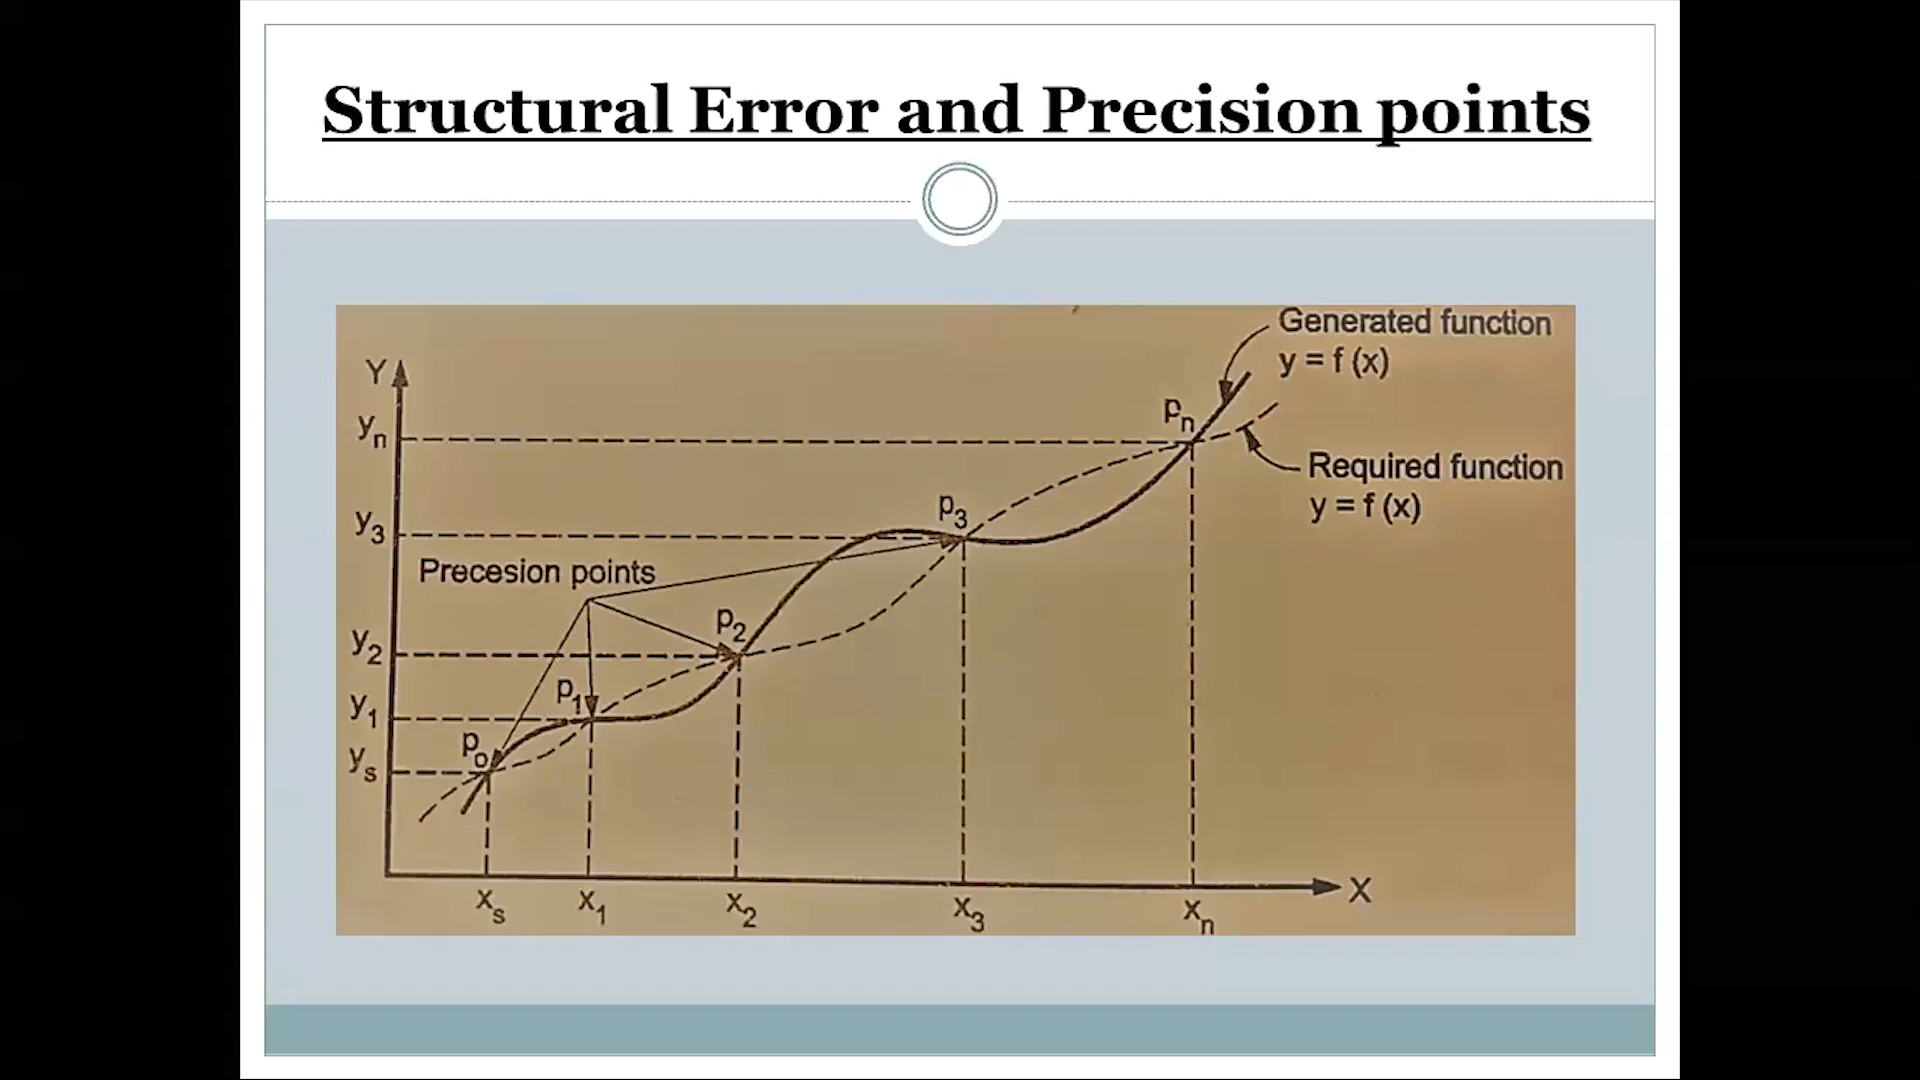 Structural Error and Precision points
Generated function
y = f (x)
Required function
y = f (x)
Y
yn
y3
Precesion points
y2
y1
ys
p0
p1
p2
p3
pn
xs
x1
x2
x3
xn
X